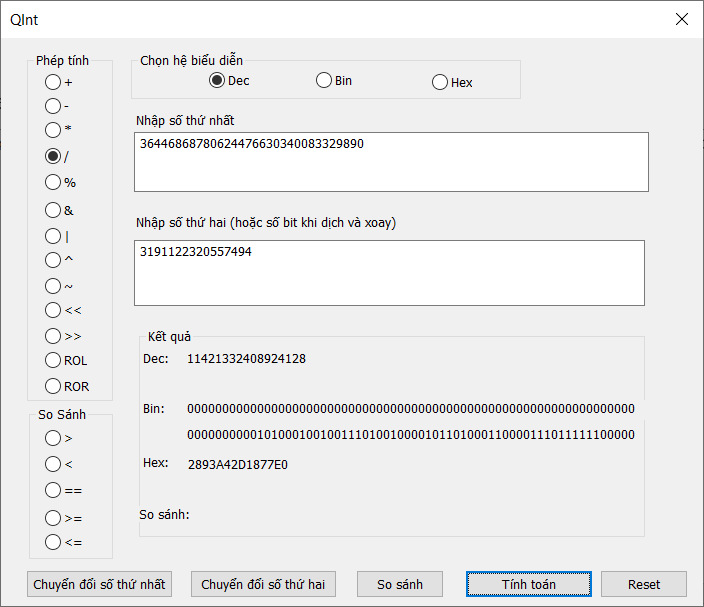 QInt
Phép tính
+
-
*
/
%
&
|
^
~
<<
>>
ROL
ROR
So Sánh
>
<
==
>=
<=
Chọn hệ biểu diễn
Dec Bin Hex
Nhập số thứ nhất
36446868780624476630340083329890
Nhập số thứ hai (hoặc số bit khi dịch và xoay)
3191122320557494
Kết quả
Dec: 11421332408924128
Bin: 0000000000000000000000000000000000000000000000000000000000000000
0000000000101000100100111010010000101101000110000111011111100000
Hex: 2893A42D1877E0
So sánh:
Chuyển đổi số thứ nhất Chuyển đổi số thứ hai So sánh Tính toán Reset